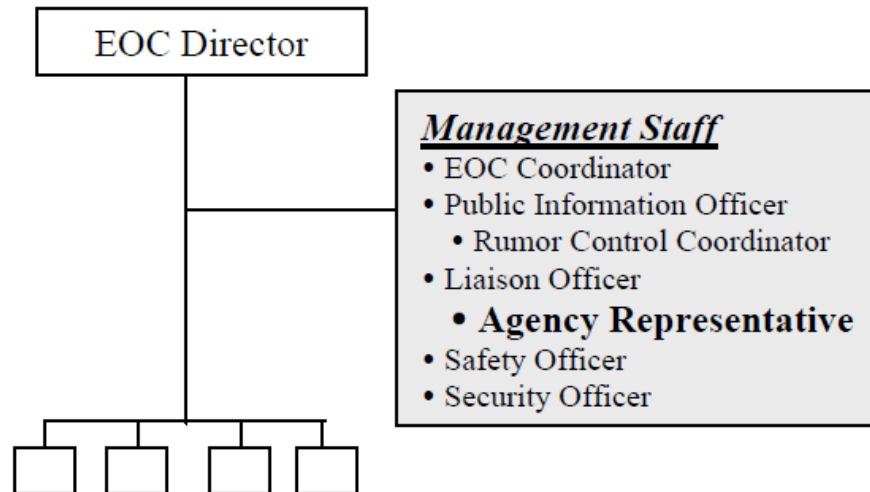 EOC Director
Management Staff
• EOC Coordinator
• Public Information Officer
• Rumor Control Coordinator
• Liaison Officer
• Agency Representative
• Safety Officer
• Security Officer